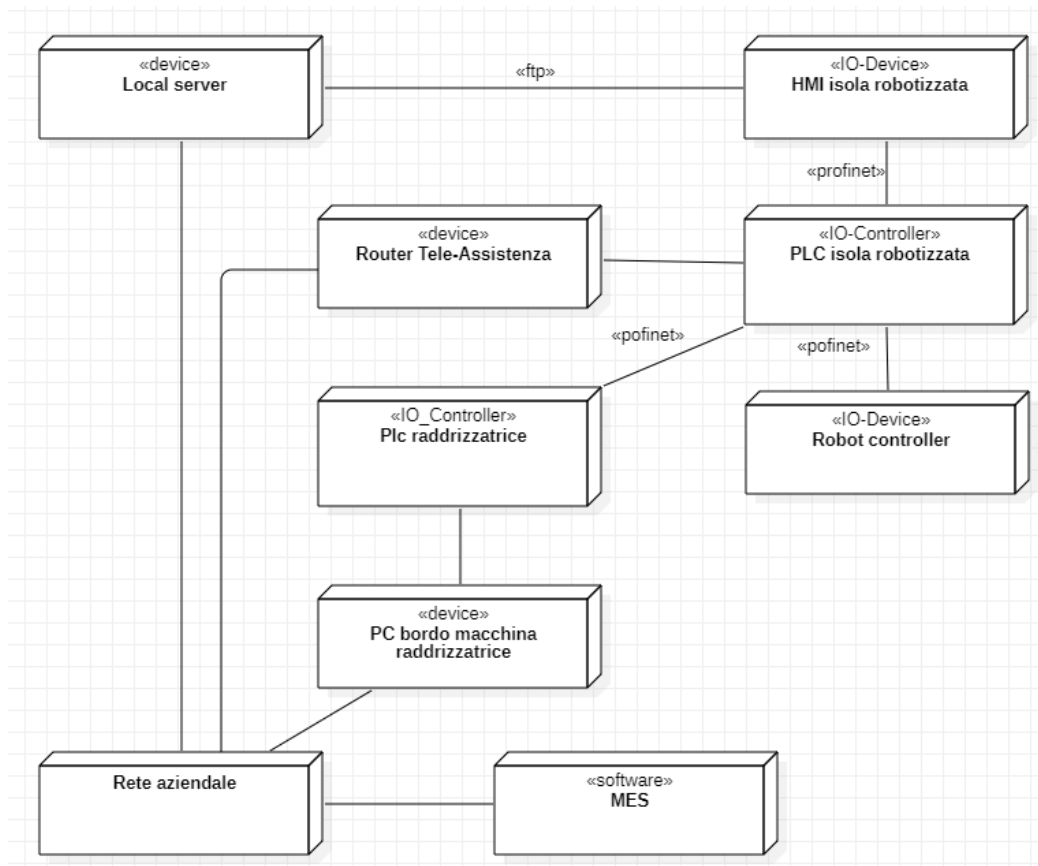 «device»
Local server
«ftp»
«IO-Device»
HMI isola robotizzata
«profinet»
«device»
Router Tele-Assistenza
«IO-Controller»
PLC isola robotizzata
«pofinet»
«pofinet»
«IO_Controller»
Plc raddrizzatrice
«IO-Device»
Robot controller
«device»
PC bordo macchina
raddrizzatrice
Rete aziendale
«software»
MES